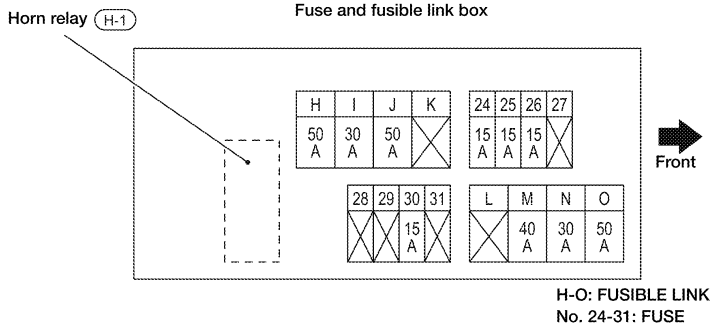 Fuse and fusible link box
Horn relay H-1
H I J K
50 A 30 A 50 A
24 25 26 27
15 A 15 A 15 A
Front
28 29 30 31
15 A
L M N O
40 A 30 A 50 A
H-O: FUSIBLE LINK
No. 24-31: FUSE